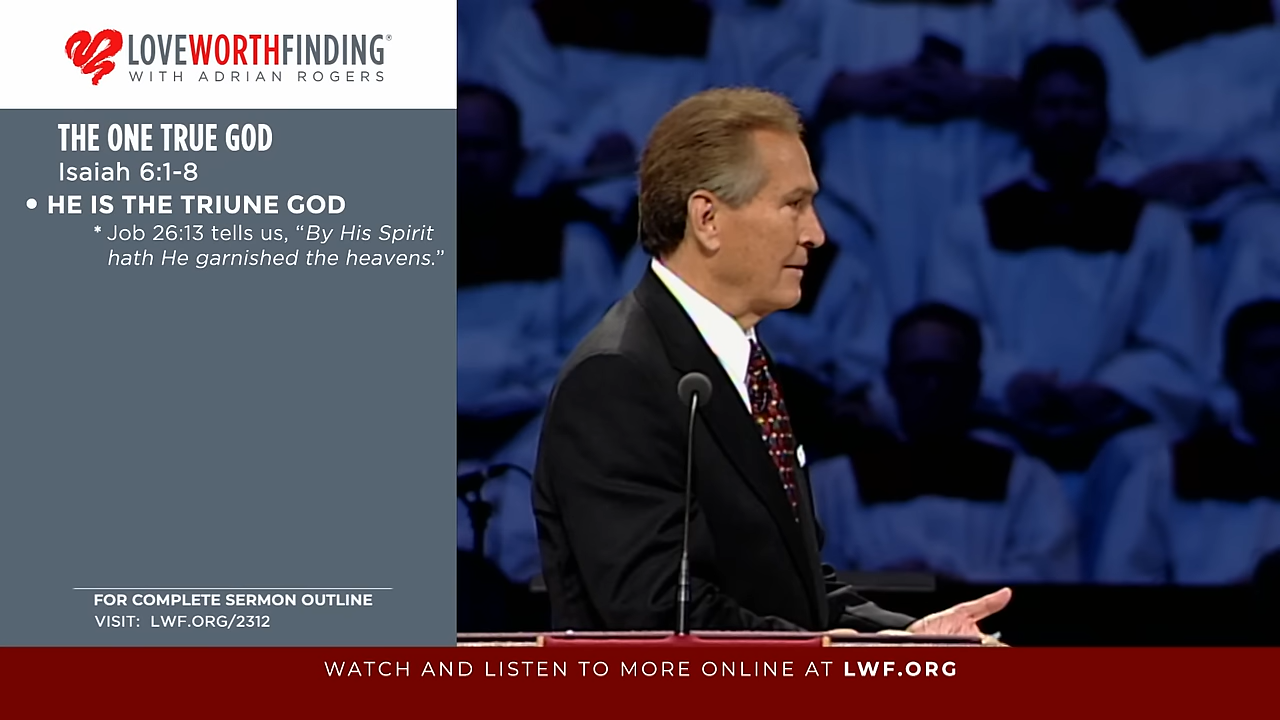 LOVEWORTHFINDING®
WITH ADRIAN ROGERS
THE ONE TRUE GOD
Isaiah 6:1-8
• HE IS THE TRIUNE GOD
* Job 26:13 tells us, “By His Spirit
hath He garnished the heavens.”
FOR COMPLETE SERMON OUTLINE
VISIT: LWF.ORG/2312
WATCH AND LISTEN TO MORE ONLINE AT LWF.ORG